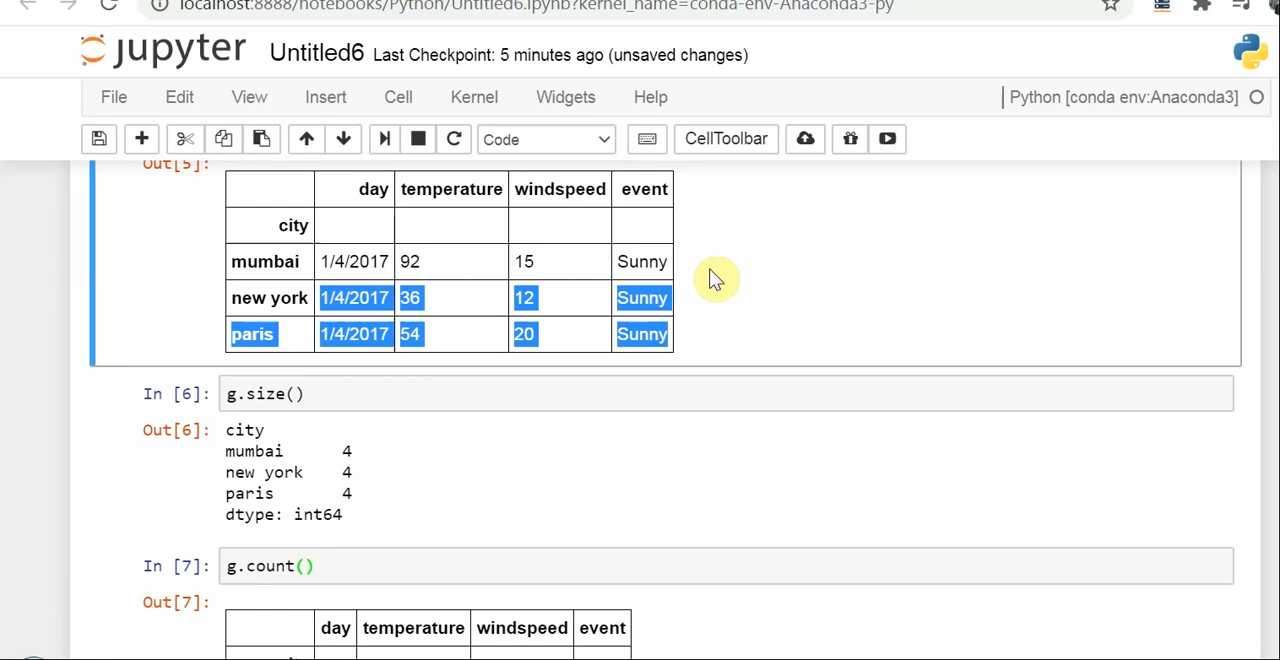 localhost:8888/notebooks/Python/Untitled6.ipynb?kernel_name=conda-env-Anaconda3-py
jupyter Untitled6 Last Checkpoint: 5 minutes ago (unsaved changes)
File Edit View Insert Cell Kernel Widgets Help Python [conda env:Anaconda3]
Code CellToolbar
Out[5]:
day temperature windspeed event
city
mumbai 1/4/2017 92 15 Sunny
new york 1/4/2017 36 12 Sunny
paris 1/4/2017 54 20 Sunny
In [6]: g.size()
Out[6]: city
mumbai 4
new york 4
paris 4
dtype: int64
In [7]: g.count()
Out[7]:
day temperature windspeed event